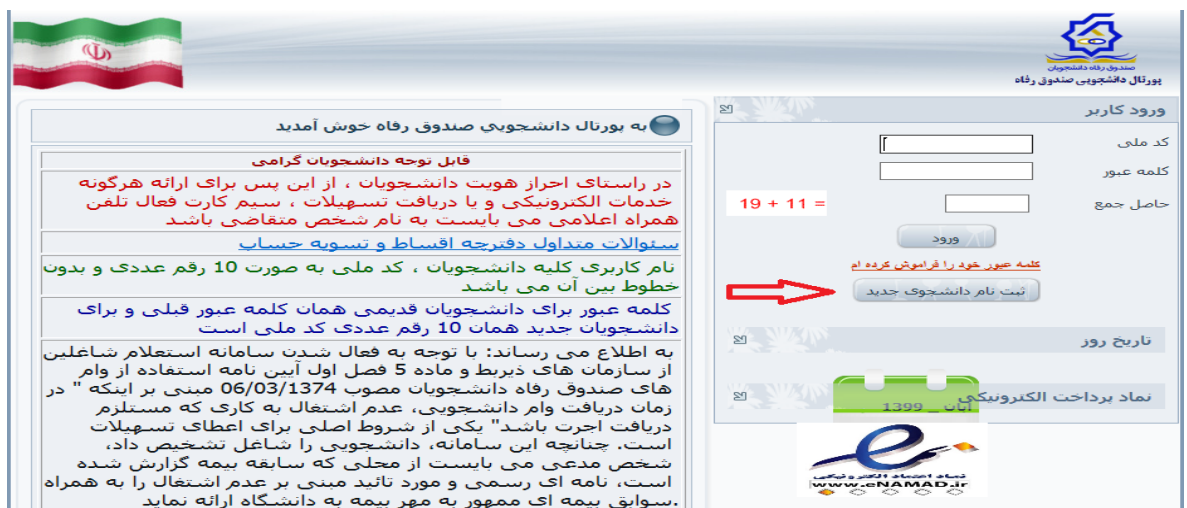 صندوق رفاه دانشجویان
پورتال دانشجویی صندوق رفاه
ورود کاربر
کد ملی
کلمه عبور
حاصل جمع
19 + 11 =
ورود
کلمه عبور خود را فراموش کرده ام
ثبت نام دانشجوی جدید
تاریخ روز
نماد پرداخت الکترونیکی
آبان _ 1399
نماد اعتماد الکترونیکی
www.eNAMAD.ir
به پورتال دانشجویي صندوق رفاه خوش آمدید
قابل توجه دانشجویان گرامی
در راستای احراز هویت دانشجویان ، از این پس برای ارائه هرگونه
خدمات الکترونیکی و یا دریافت تسهیلات ، سیم کارت فعال تلفن
همراه اعلامی می بایست به نام شخص متقاضی باشد
سئوالات متداول دفترچه اقساط و تسویه حساب
نام کاربری کلیه دانشجویان ، کد ملی به صورت 10 رقم عددی و بدون
خطوط بین آن می باشد
کلمه عبور برای دانشجویان قدیمی همان کلمه عبور قبلی و برای
دانشجویان جدید همان 10 رقم عددی کد ملی است
به اطلاع می رساند: با توجه به فعال شدن سامانه استعلام شاغلین
از سازمان های ذیربط و ماده 5 فصل اول آیین نامه استفاده از وام
های صندوق رفاه دانشجویان مصوب 06/03/1374 مبنی بر اینکه " در
زمان دریافت وام دانشجویی، عدم اشتغال به کاری که مستلزم
دریافت اجرت باشد" یکی از شروط اصلی برای اعطای تسهیلات
است. چنانچه این سامانه، دانشجویی را شاغل تشخیص داد،
شخص مدعی می بایست از محلی که سابقه بیمه گزارش شده
است، نامه ای رسمی و مورد تائید مبنی بر عدم اشتغال را به همراه
سوابق بیمه ای ممهور به مهر بیمه به دانشگاه ارائه نماید.